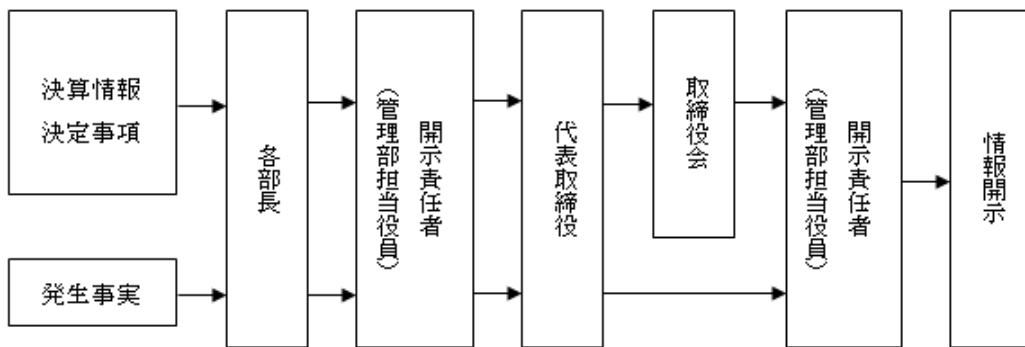 決算情報
決定事項
発生事実
各部長
開示責任者
（管理部担当役員）
代表取締役
取締役会
開示責任者
（管理部担当役員）
情報開示